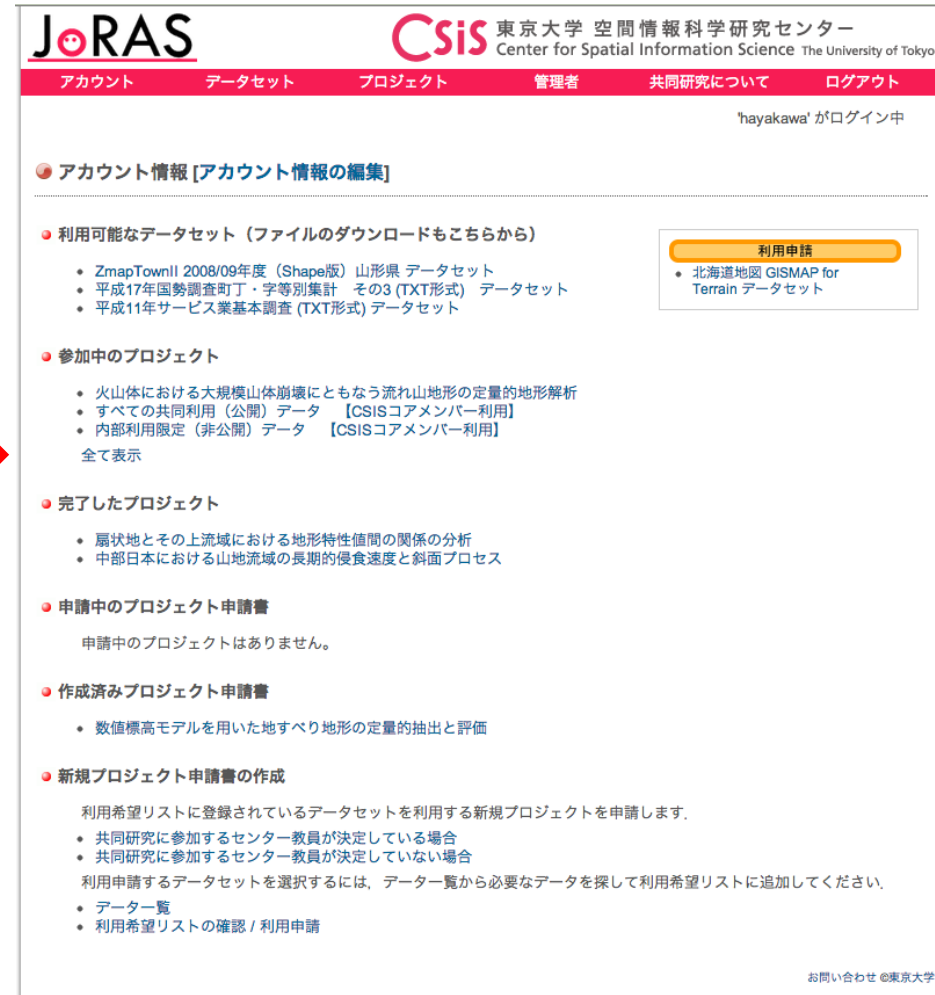 JoRAS
CSiS 東京大学 空間情報科学研究センター
Center for Spatial Information Science The University of Tokyo
アカウント データセット プロジェクト 管理者 共同研究について ログアウト
'hayakawa' がログイン中
アカウント情報 [アカウント情報の編集]
利用可能なデータセット（ファイルのダウンロードもこちらから）
ZmapTownII 2008/09年度（Shape版）山形県 データセット
平成17年国勢調査町丁・字等別集計　その3 (TXT形式)　データセット
平成11年サービス業基本調査 (TXT形式) データセット
利用申請
北海道地図 GISMAP for
Terrain データセット
参加中のプロジェクト
火山体における大規模山体崩壊にともなう流れ山地形の定量的地形解析
すべての共同利用（公開）データ　【CSISコアメンバー利用】
内部利用限定（非公開）データ　【CSISコアメンバー利用】
全て表示
完了したプロジェクト
扇状地とその上流域における地形特性値間の関係の分析
中部日本における山地流域の長期的侵食速度と斜面プロセス
申請中のプロジェクト申請書
申請中のプロジェクトはありません。
作成済みプロジェクト申請書
数値標高モデルを用いた地すべり地形の定量的抽出と評価
新規プロジェクト申請書の作成
利用希望リストに登録されているデータセットを利用する新規プロジェクトを申請します．
共同研究に参加するセンター教員が決定している場合
共同研究に参加するセンター教員が決定していない場合
利用申請するデータセットを選択するには，データ一覧から必要なデータを探して利用希望リストに追加してください．
データ一覧
利用希望リストの確認 / 利用申請
お問い合わせ ©東京大学